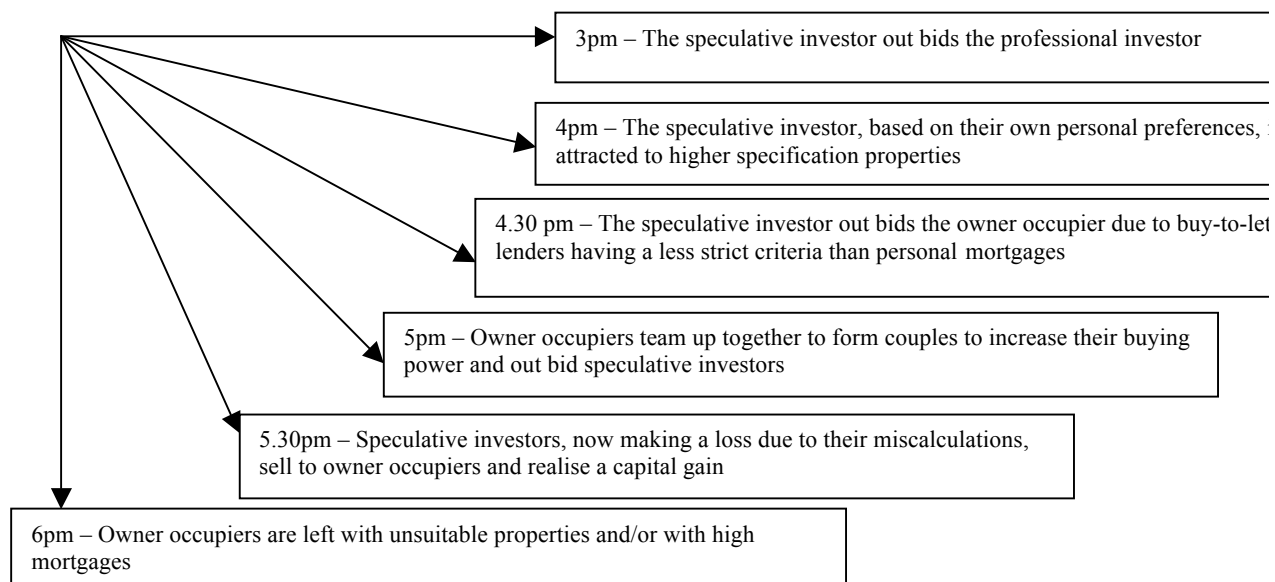 3pm – The speculative investor out bids the professional investor
4pm – The speculative investor, based on their own personal preferences,
attracted to higher specification properties
4.30 pm – The speculative investor out bids the owner occupier due to buy-to-let
lenders having a less strict criteria than personal mortgages
5pm – Owner occupiers team up together to form couples to increase their buying
power and out bid speculative investors
5.30pm – Speculative investors, now making a loss due to their miscalculations,
sell to owner occupiers and realise a capital gain
6pm – Owner occupiers are left with unsuitable properties and/or with high
mortgages